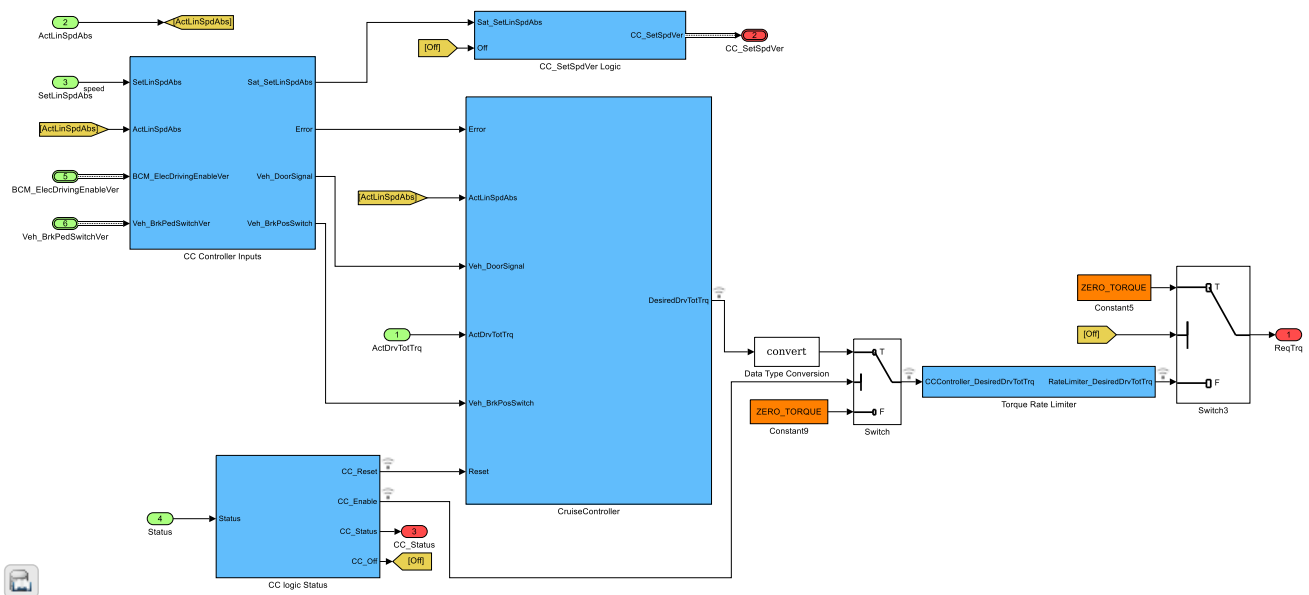 2
ActLinSpdAbs
[ActLinSpdAbs]
Sat_SetLinSpdAbs
[Off]
Off
CC_SetSpdVer
2
CC_SetSpdVer
CC_SetSpdVer Logic
3
speed
SetLinSpdAbs
SetLinSpdAbs
Sat_SetLinSpdAbs
[ActLinSpdAbs]
ActLinSpdAbs
Error
5
BCM_ElecDrivingEnableVer
BCM_ElecDrivingEnableVer
Veh_DoorSignal
6
Veh_BrkPedSwitchVer
Veh_BrkPedSwitchVer
Veh_BrkPosSwitch
CC Controller Inputs
Error
[ActLinSpdAbs]
ActLinSpdAbs
Veh_DoorSignal
DesiredDrvTotTrq
1
ActDrvTotTrq
ActDrvTotTrq
Veh_BrkPosSwitch
Reset
CruiseController
convert
Data Type Conversion
T
ZERO_TORQUE
Constant9
F
Switch
CCController_DesiredDrvTotTrq
RateLimiter_DesiredDrvTotTrq
Torque Rate Limiter
ZERO_TORQUE
Constant5
T
[Off]
F
Switch3
1
ReqTrq
4
Status
Status
CC_Reset
CC_Enable
CC_Status
3
CC_Status
CC_Off
[Off]
CC logic Status